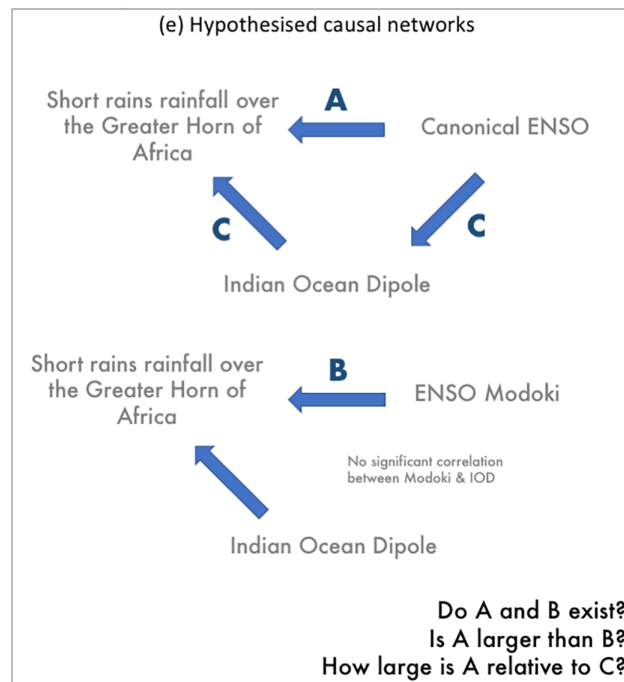 (e) Hypothesised causal networks
Short rains rainfall over
the Greater Horn of
Africa
A
Canonical ENSO
C
C
Indian Ocean Dipole
Short rains rainfall over
the Greater Horn of
Africa
B
ENSO Modoki
No significant correlation
between Modoki & IOD
Indian Ocean Dipole
Do A and B exist?
Is A larger than B?
How large is A relative to C?